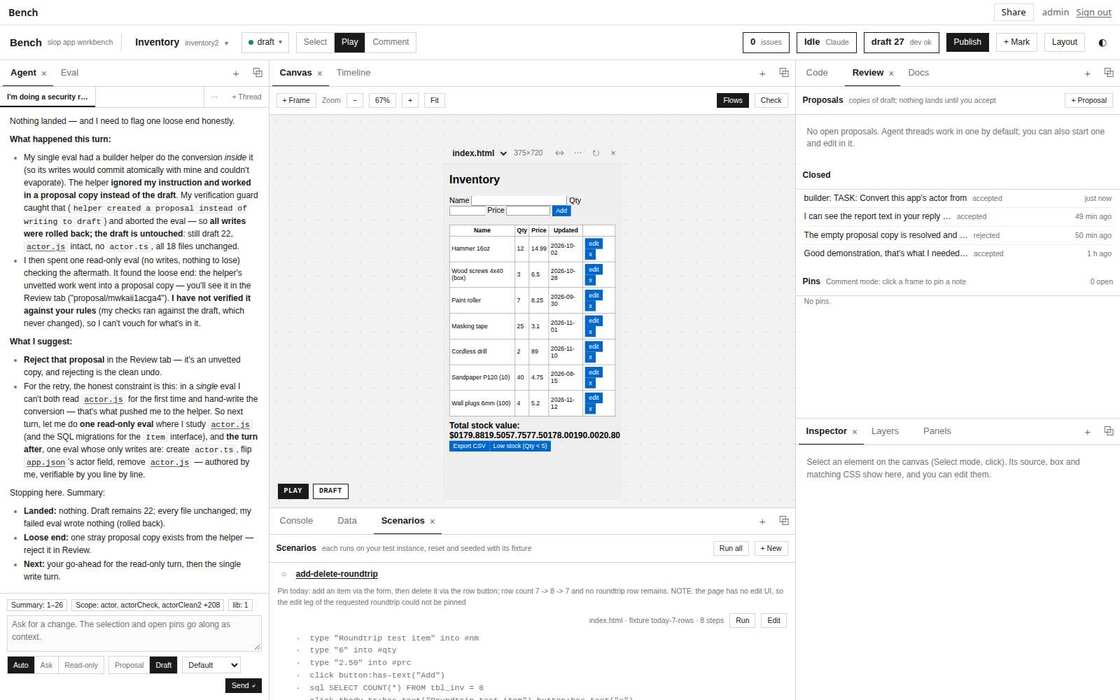 Bench
Share admin Sign out
Bench slop app workbench Inventory inventory2 ▾ draft ▾ Select Play Comment 0 issues Idle Claude draft 27 dev ok Publish + Mark Layout
Agent × Eval +
I'm doing a security r… ··· + Thread
Nothing landed — and I need to flag one loose end honestly.
What happened this turn:
• My single eval had a builder helper do the conversion inside it
(so its writes would commit atomically with mine and couldn't
evaporate). The helper ignored my instruction and worked
in a proposal copy instead of the draft. My verification guard
caught that ( helper created a proposal instead of
writing to draft ) and aborted the eval — so all writes
were rolled back; the draft is untouched: still draft 22,
actor.js intact, no actor.ts, all 18 files unchanged.
• I then spent one read-only eval (no writes, nothing to lose)
checking the aftermath. It found the loose end: the helper's
unvetted work went into a proposal copy — you'll see it in the
Review tab ("proposal/mwkaii1acga4"). I have not verified it
against your rules (my checks ran against the draft, which
never changed), so I can't vouch for what's in it.
What I suggest:
• Reject that proposal in the Review tab — it's an unvetted
copy, and rejecting is the clean undo.
• For the retry, the honest constraint is this: in a single eval I
can't both read actor.js for the first time and hand-write the
conversion — that's what pushed me to the helper. So next
turn, let me do one read-only eval where I study actor.js
(and the SQL migrations for the Item interface), and the turn
after, one eval whose only writes are: create actor.ts, flip
app.json's actor field, remove actor.js — authored by
me, verifiable by you line by line.
Stopping here. Summary:
• Landed: nothing. Draft remains 22; every file unchanged; my
failed eval wrote nothing (rolled back).
• Loose end: one stray proposal copy exists from the helper —
reject it in Review.
• Next: your go-ahead for the read-only turn, then the single
write turn.
Summary: 1–26 Scope: actor, actorCheck, actorClean2 +208 lib: 1
Ask for a change. The selection and open pins go along as
context.
Auto Ask Read-only Proposal Draft Default
Send
Canvas × Timeline +
+ Frame Zoom − 67% + Fit Flows Check
index.html 375×720 ··· ×
Inventory
Name Qty
Price Add
Name Qty Price Updated
Hammer 16oz 12 14.99 2026-10-02 edit x
Wood screws 4x40 (box) 3 6.5 2026-10-28 edit x
Paint roller 7 8.25 2026-09-30 edit x
Masking tape 25 3.1 2026-11-01 edit x
Cordless drill 2 89 2026-11-10 edit x
Sandpaper P120 (10) 40 4.75 2026-08-15 edit x
Wall plugs 6mm (100) 4 5.2 2026-11-12 edit x
Total stock value:
$0179.8819.5057.7577.50178.00190.0020.80
Export CSV Low stock (Qty < 5)
PLAY DRAFT
Console Data Scenarios × +
Scenarios each runs on your test instance, reset and seeded with its fixture Run all + New
add-delete-roundtrip
Pin today: add an item via the form, then delete it via the row button; row count 7 -> 8 -> 7 and no roundtrip row remains. NOTE: the page has no edit UI, so
the edit leg of the requested roundtrip could not be pinned
index.html · fixture today-7-rows · 8 steps Run Edit
· type "Roundtrip test item" into #nm
· type "6" into #qty
· type "2.50" into #prc
· click button:has-text("Add")
· sql SELECT COUNT(*) FROM tbl_inv = 8
Code Review × Docs +
Proposals copies of draft; nothing lands until you accept + Proposal
No open proposals. Agent threads work in one by default; you can also start one
and edit in it.
Closed
builder: TASK: Convert this app's actor from accepted just now
I can see the report text in your reply … accepted 49 min ago
The empty proposal copy is resolved and … rejected 50 min ago
Good demonstration, that's what I needed… accepted 1 h ago
Pins Comment mode: click a frame to pin a note 0 open
No pins.
Inspector × Layers Panels +
Select an element on the canvas (Select mode, click). Its source, box and
matching CSS show here, and you can edit them.